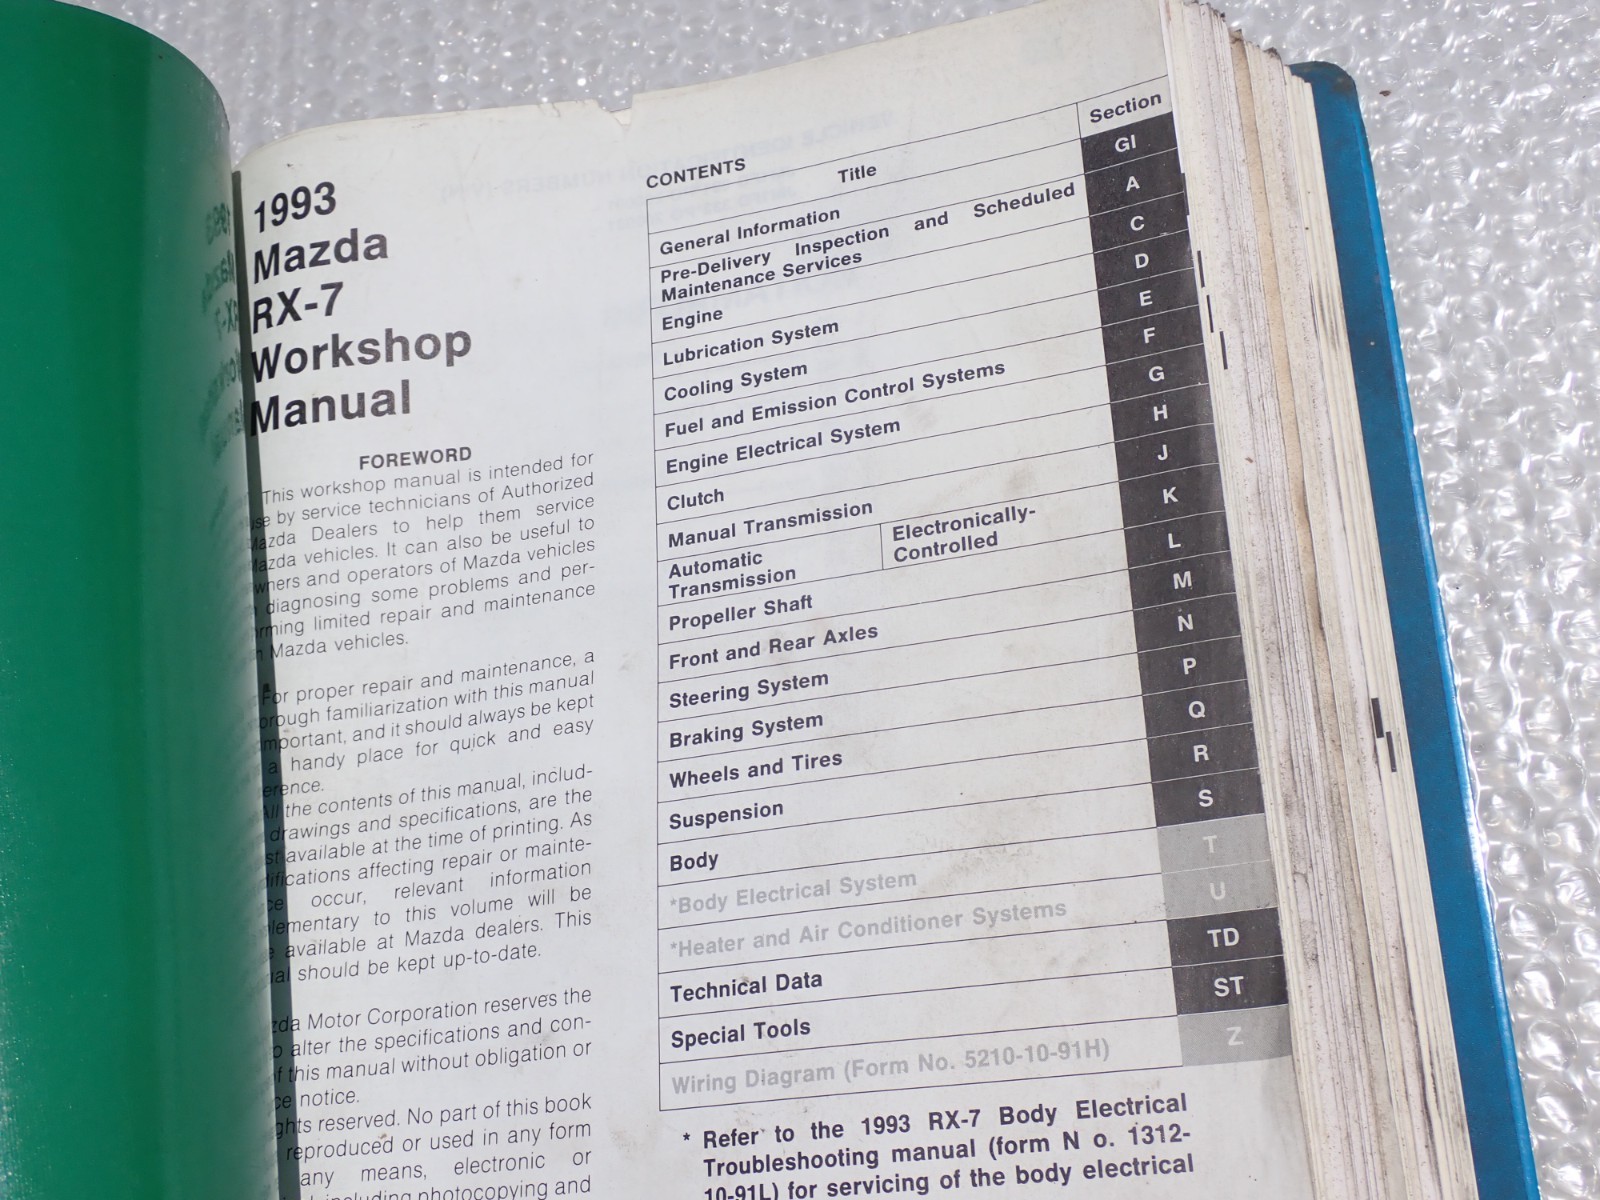 1993
Mazda
RX-7
Workshop
Manual
FOREWORD
This workshop manual is intended for
by service technicians of Authorized
Mazda Dealers to help them service
Mazda vehicles. It can also be useful to
and operators of Mazda vehicles
diagnosing some problems and per-
limited repair and maintenance
Mazda vehicles.
For proper repair and maintenance, a
familiarization with this manual
and it should always be kept
a handy place for quick and easy
All the contents of this manual, includ-
drawings and specifications, are the
available at the time of printing. As
affecting repair or mainte-
occur, relevant information
to this volume will be
available at Mazda dealers. This
should be kept up-to-date.
Motor Corporation reserves the
alter the specifications and con-
this manual without obligation or
notice.
reserved. No part of this book
reproduced or used in any form
any means, electronic or
including photocopying and
CONTENTS
Title Section
General Information GI
Pre-Delivery Inspection and Scheduled
Maintenance Services A
Engine C
Lubrication System D
Cooling System E
Fuel and Emission Control Systems F
Engine Electrical System G
Clutch H
Manual Transmission J
Automatic Electronically-
Transmission Controlled K
Propeller Shaft L
Front and Rear Axles M
Steering System N
Braking System P
Wheels and Tires Q
Suspension R
Body S
*Body Electrical System T
*Heater and Air Conditioner Systems U
Technical Data TD
Special Tools ST
Wiring Diagram (Form No. 5210-10-91H) Z
* Refer to the 1993 RX-7 Body Electrical
Troubleshooting manual (form N o. 1312-
10-91L) for servicing of the body electrical